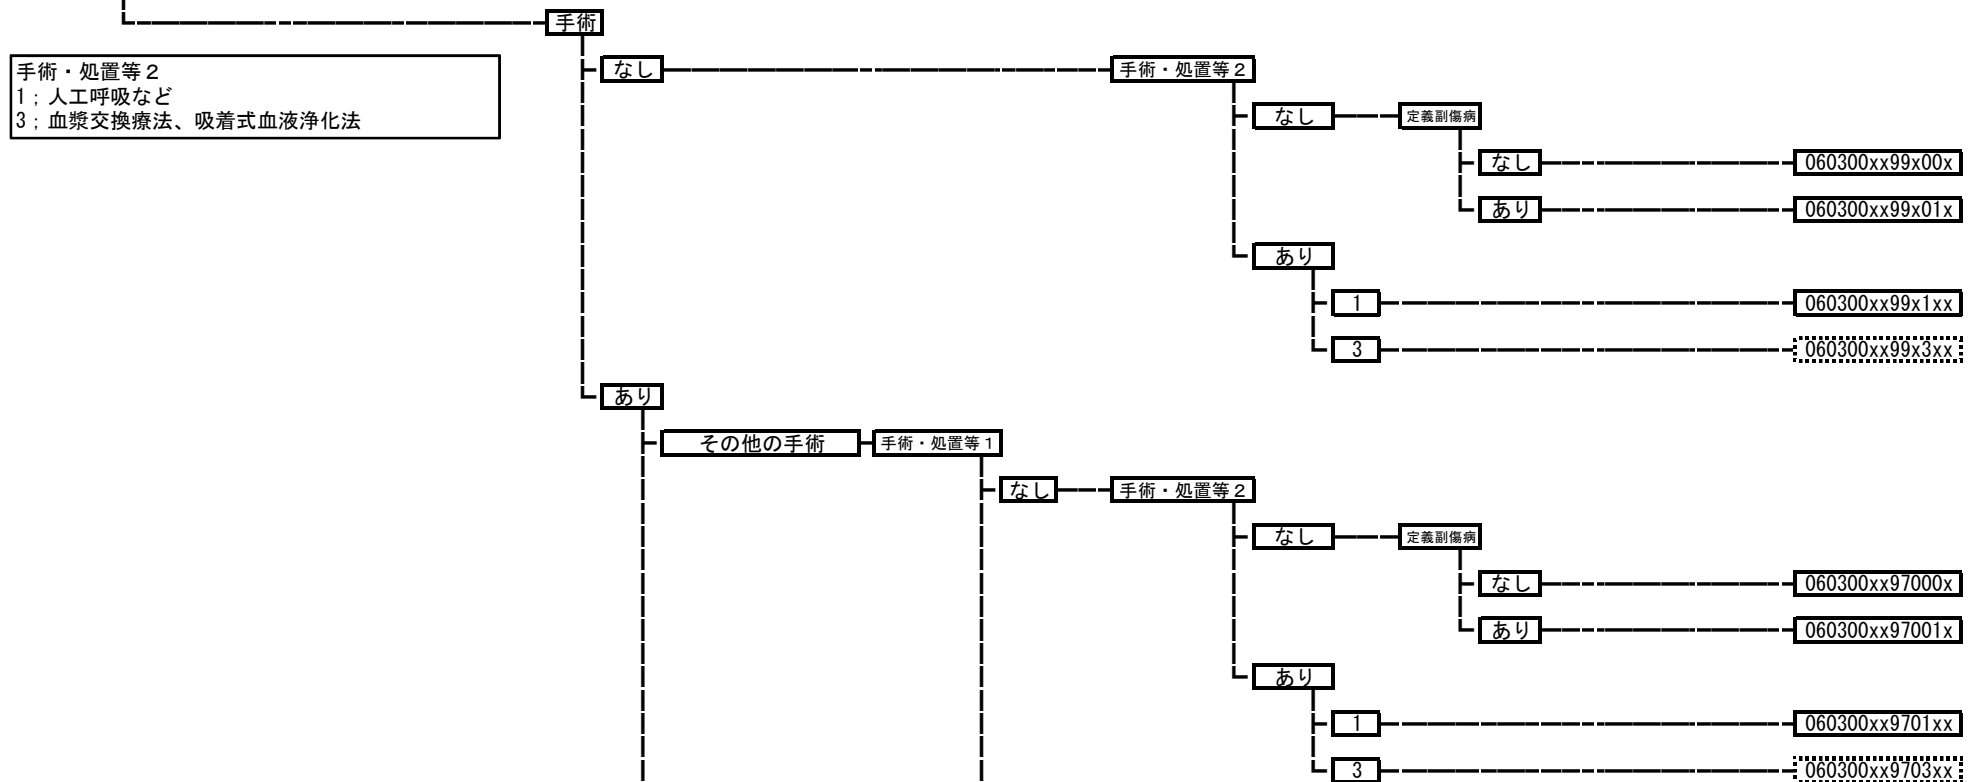 手術
手術・処置等2
1；人工呼吸など
3；血漿交換療法、吸着式血液浄化法
なし
手術・処置等2
なし
定義副傷病
なし
060300xx99x00x
あり
060300xx99x01x
あり
1
060300xx99x1xx
3
060300xx99x3xx
あり
その他の手術
手術・処置等1
なし
手術・処置等2
なし
定義副傷病
なし
060300xx97000x
あり
060300xx97001x
あり
1
060300xx9701xx
3
060300xx9703xx